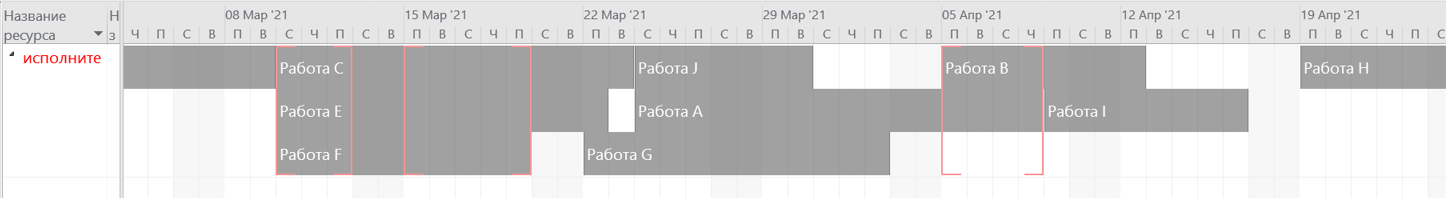 Название ресурса
Н
з
08 Мар '21 15 Мар '21 22 Мар '21 29 Мар '21 05 Апр '21 12 Апр '21 19 Апр '21
Ч П С В П В С Ч П С В П В С Ч П С В П В С Ч П С В П В С Ч П С В П В С Ч П С В П В С Ч П С В П В С Ч П С
исполните
Работа C Работа J Работа B Работа H
Работа E Работа A Работа I
Работа F Работа G